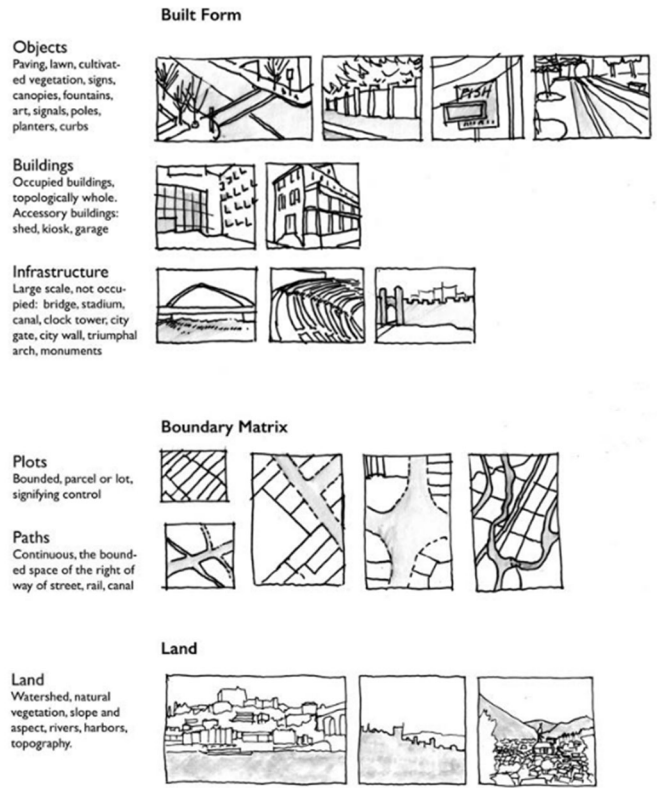 Built Form
Objects
Paving, lawn, cultivat-
ed vegetation, signs,
canopies, fountains,
art, signals, poles,
planters, curbs
FISH
Buildings
Occupied buildings,
topologically whole.
Accessory buildings:
shed, kiosk, garage
Infrastructure
Large scale, not occu-
pied: bridge, stadium,
canal, clock tower, city
gate, city wall, triumphal
arch, monuments
Boundary Matrix
Plots
Bounded, parcel or lot,
signifying control
Paths
Continuous, the bound-
ed space of the right of
way of street, rail, canal
Land
Land
Watershed, natural
vegetation, slope and
aspect, rivers, harbors,
topography.